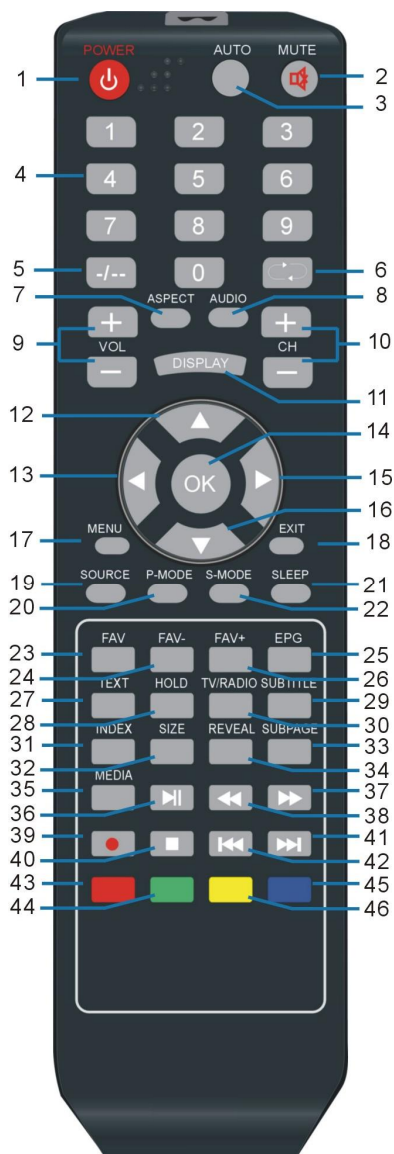 POWER AUTO MUTE
1 2
3
1 2 3
4 4 5 6
7 8 9
5 -/-- 0 6
7 ASPECT AUDIO 8
+ +
9 VOL CH 10
− −
DISPLAY
11
12
14
13 OK 15
16
17 MENU EXIT 18
19 SOURCE P-MODE S-MODE SLEEP 21
20 22
23 FAV FAV- FAV+ EPG 25
24 26
27 TEXT HOLD TV/RADIO SUBTITLE 29
28 30
31 INDEX SIZE REVEAL SUBPAGE 33
32 34
35 MEDIA 37
36 38
39 41
40 42
43 45
44 46